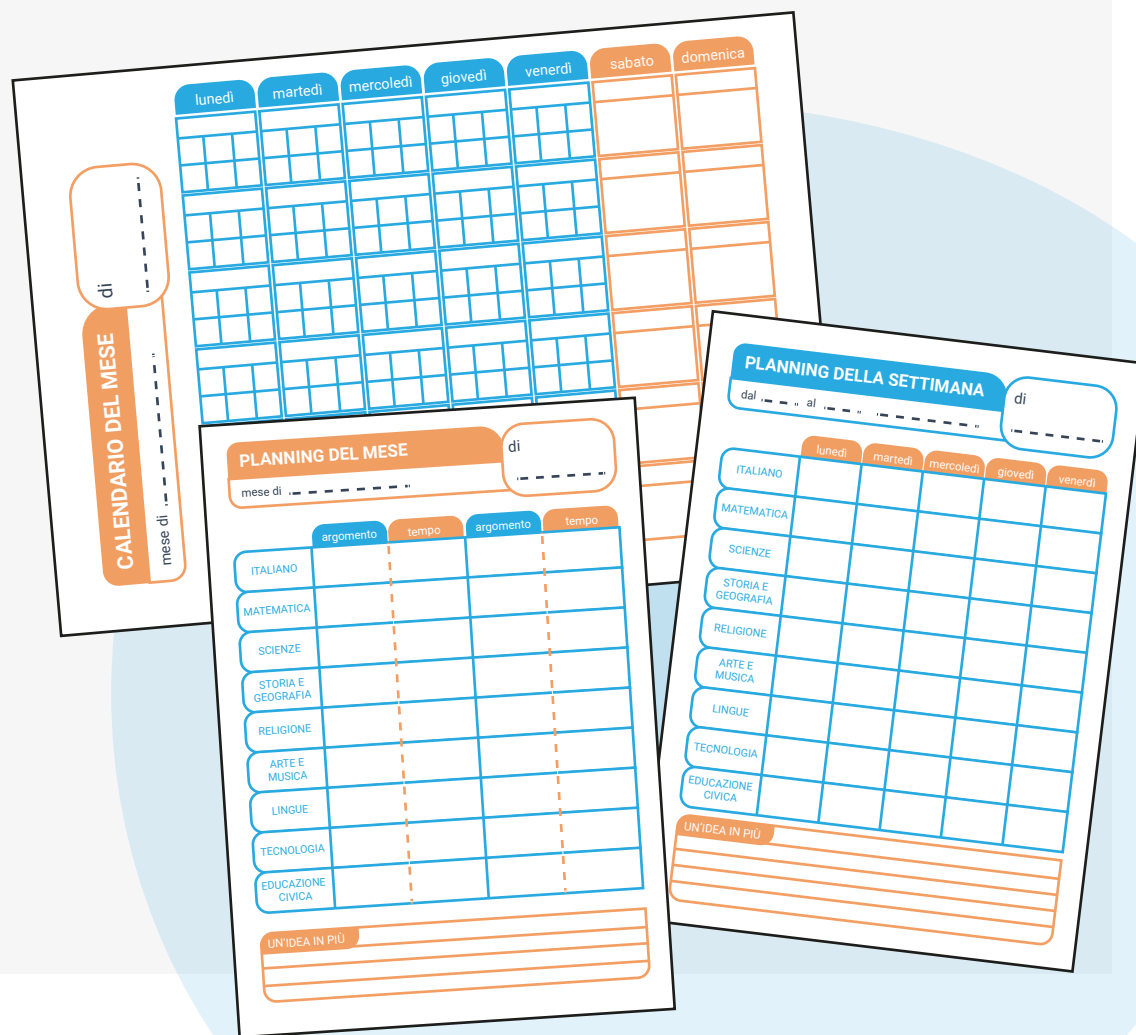 lunedì martedì mercoledì giovedì venerdì sabato domenica
di
CALENDARIO DEL MESE
mese di
PLANNING DEL MESE
di
mese di
argomento tempo argomento tempo
ITALIANO
MATEMATICA
SCIENZE
STORIA E
GEOGRAFIA
RELIGIONE
ARTE E
MUSICA
LINGUE
TECNOLOGIA
EDUCAZIONE
CIVICA
UN'IDEA IN PIÙ
PLANNING DELLA SETTIMANA
di
dal al
lunedì martedì mercoledì giovedì venerdì
ITALIANO
MATEMATICA
SCIENZE
STORIA E
GEOGRAFIA
RELIGIONE
ARTE E
MUSICA
LINGUE
TECNOLOGIA
EDUCAZIONE
CIVICA
UN'IDEA IN PIÙ